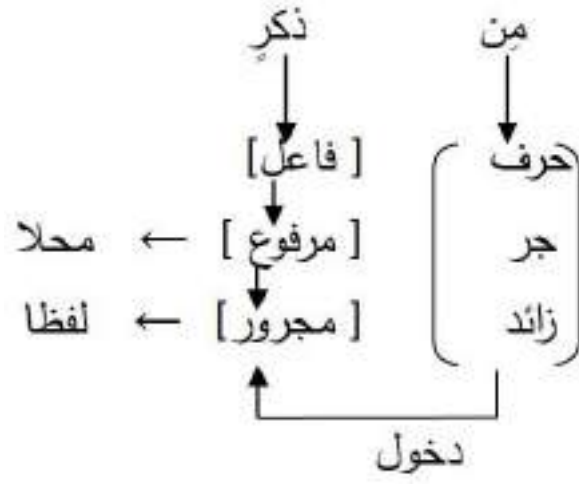 مِن ذكرٍ
حرف [فاعل]
جر [مرفوع] ← محلا
زائد [مجرور] ← لفظا
دخول